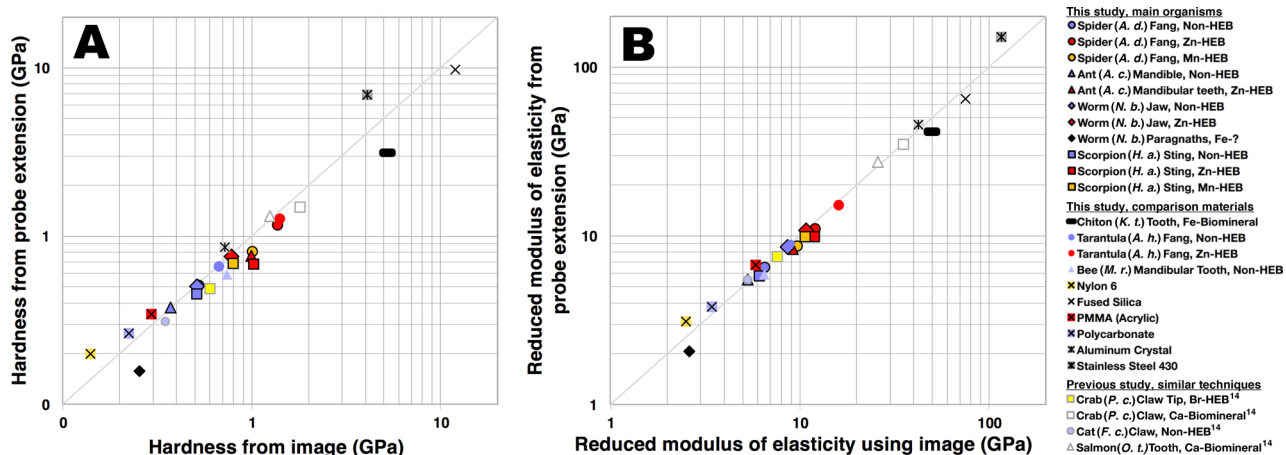 A
Hardness from probe extension (GPa)
10
1
0
0
1
10
Hardness from image (GPa)
B
Reduced modulus of elasticity from
probe extension (GPa)
100
10
1
1
10
100
Reduced modulus of elasticity using image (GPa)
This study, main organisms
Spider (A. d.) Fang, Non-HEB
Spider (A. d.) Fang, Zn-HEB
Spider (A. d.) Fang, Mn-HEB
Ant (A. c.) Mandible, Non-HEB
Ant (A. c.) Mandibular teeth, Zn-HEB
Worm (N. b.) Jaw, Non-HEB
Worm (N. b.) Jaw, Zn-HEB
Worm (N. b.) Paragnaths, Fe-?
Scorpion (H. a.) Sting, Non-HEB
Scorpion (H. a.) Sting, Zn-HEB
Scorpion (H. a.) Sting, Mn-HEB
This study, comparison materials
Chiton (K. t.) Tooth, Fe-Biomineral
Tarantula (A. h.) Fang, Non-HEB
Tarantula (A. h.) Fang, Zn-HEB
Bee (M. r.) Mandibular Tooth, Non-HEB
Nylon 6
Fused Silica
PMMA (Acrylic)
Polycarbonate
Aluminum Crystal
Stainless Steel 430
Previous study, similar techniques
Crab (P. c.) Claw Tip, Br-HEB14
Crab (P. c.) Claw, Ca-Biomineral14
Cat (F. c.) Claw, Non-HEB14
Salmon (O. t.) Tooth, Ca-Biomineral14